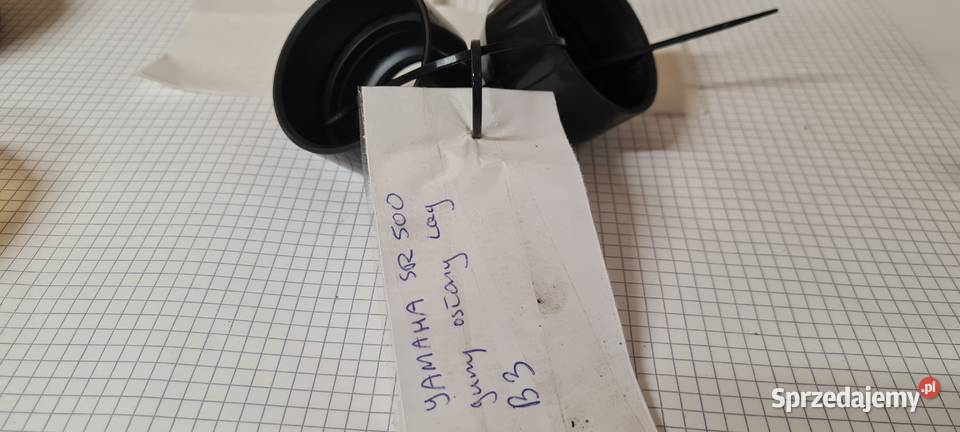 YAMAHA SR 500
gumy osłony lag
B3
Sprzedajemy.pl